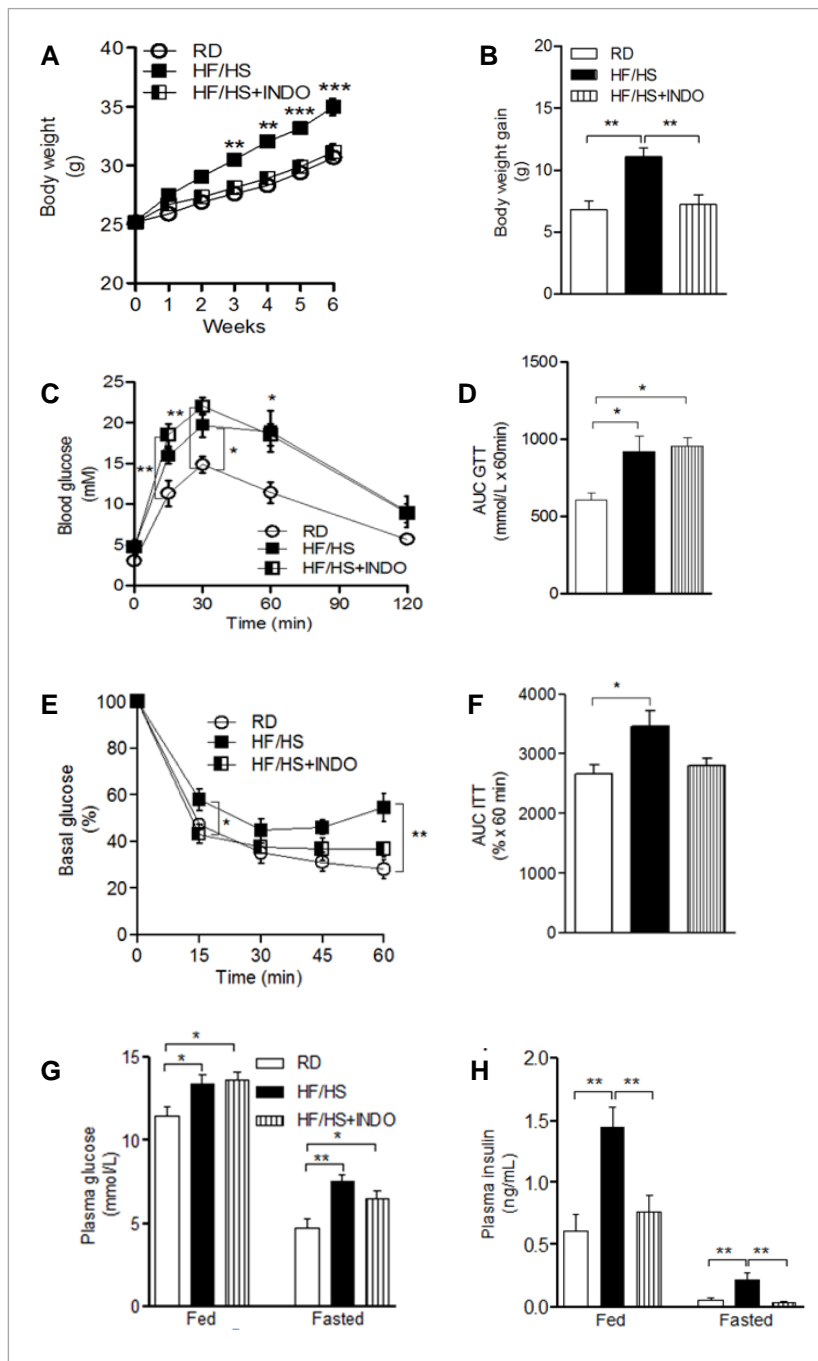 A
RD
HF/HS
HF/HS+INDO
40
35
30
25
20
Body weight
(g)
** ** *** ***
0 1 2 3 4 5 6
Weeks
B
RD
HF/HS
HF/HS+INDO
20
15
10
5
0
Body weight gain
(g)
** **
C
25
20
15
10
5
0
Blood glucose
(mM)
**
*
**
*
RD
HF/HS
HF/HS+INDO
0 30 60 90 120
Time (min)
D
1500
1000
500
0
AUC GTT
(mmol/L x 60min)
*
*
E
100
80
60
40
20
0
Basal glucose
(%)
RD
HF/HS
HF/HS+INDO
*
**
0 15 30 45 60
Time (min)
F
4000
3000
2000
1000
0
AUC ITT
(% x 60 min)
*
G
15
10
5
0
Plasma glucose
(mmol/L)
*
*
RD
HF/HS
HF/HS+INDO
*
**
Fed Fasted
H
2.0
1.5
1.0
0.5
0.0
Plasma insulin
(ng/mL)
** **
** **
Fed Fasted